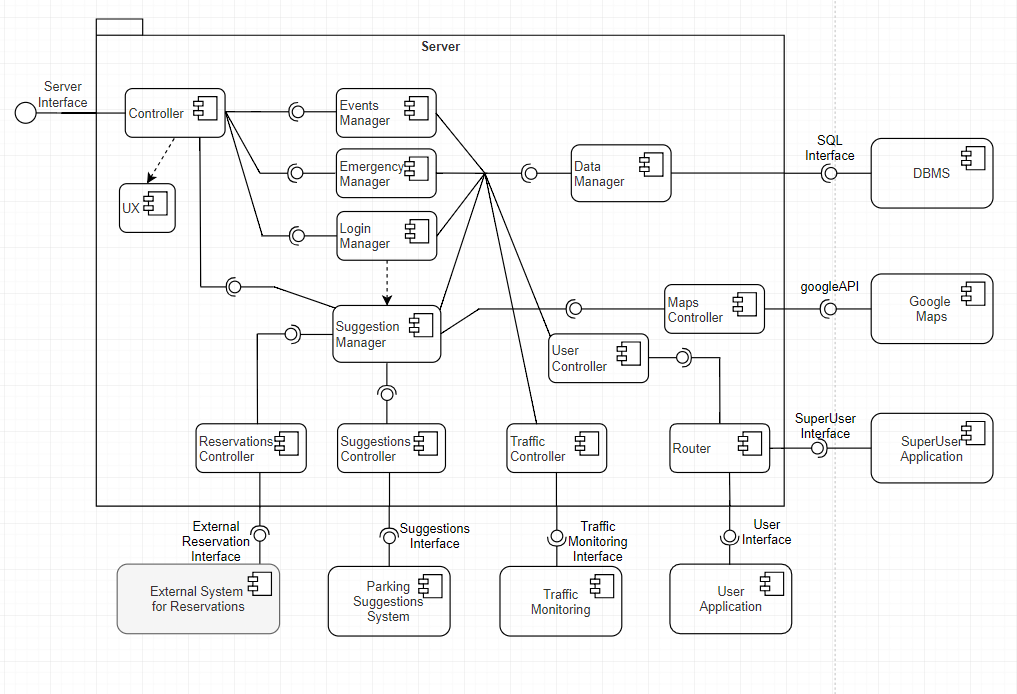 Server
Server
Interface
Controller
Events
Manager
SQL
Interface
Emergency
Manager
Data
Manager
DBMS
UX
Login
Manager
googleAPI
Maps
Controller
Google
Maps
Suggestion
Manager
User
Controller
SuperUser
Interface
Reservations
Controller
Suggestions
Controller
Traffic
Controller
Router
SuperUser
Application
External
Reservation
Interface
Suggestions
Interface
Traffic
Monitoring
Interface
User
Interface
External System
for Reservations
Parking
Suggestions
System
Traffic
Monitoring
User
Application